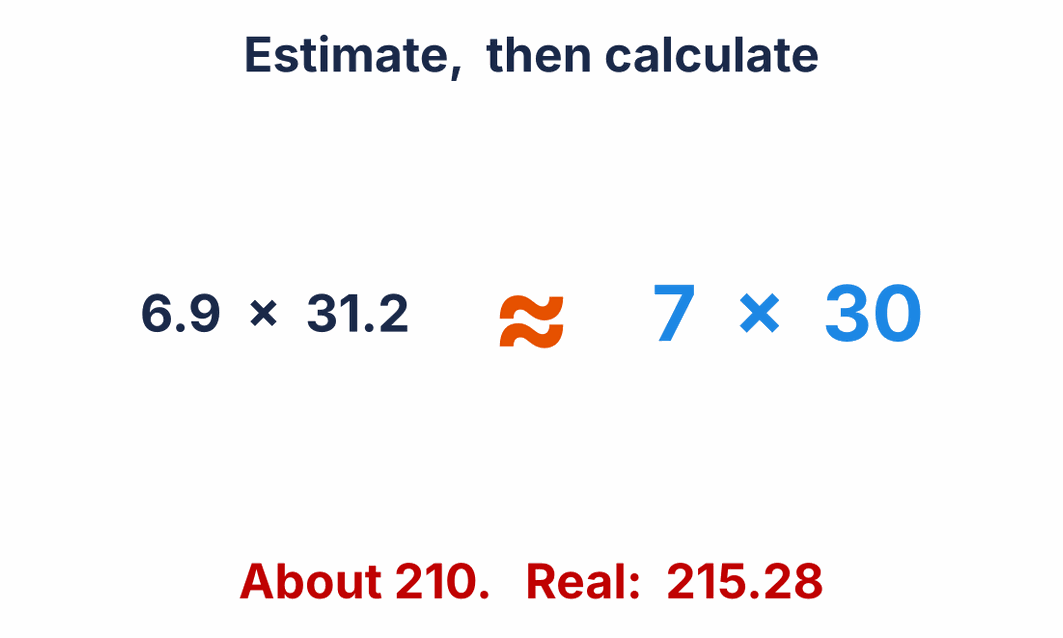 Estimate, then calculate
6.9 × 31.2 ≈ 7 × 30
About 210. Real: 215.28